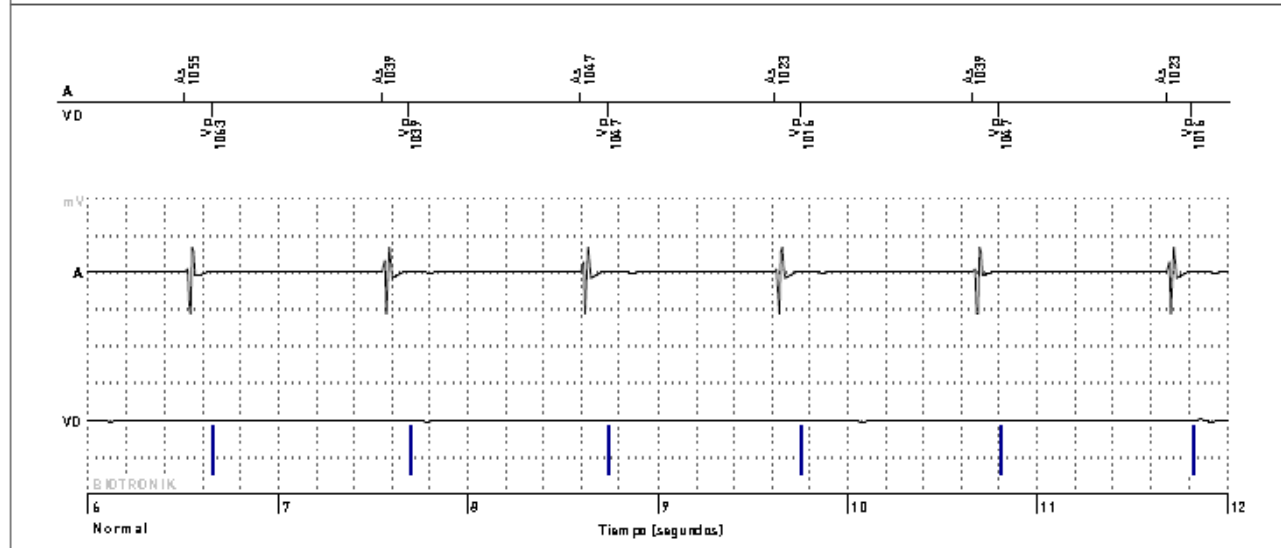 As 1055
As 1039
As 1047
As 1023
As 1039
As 1023
A
VD
Vp 1063
Vp 1039
Vp 1047
Vp 1016
Vp 1047
Vp 1016
mV
A
VD
BIOTRONIK
6 7 8 9 10 11 12
Normal Tiempo [segundos]